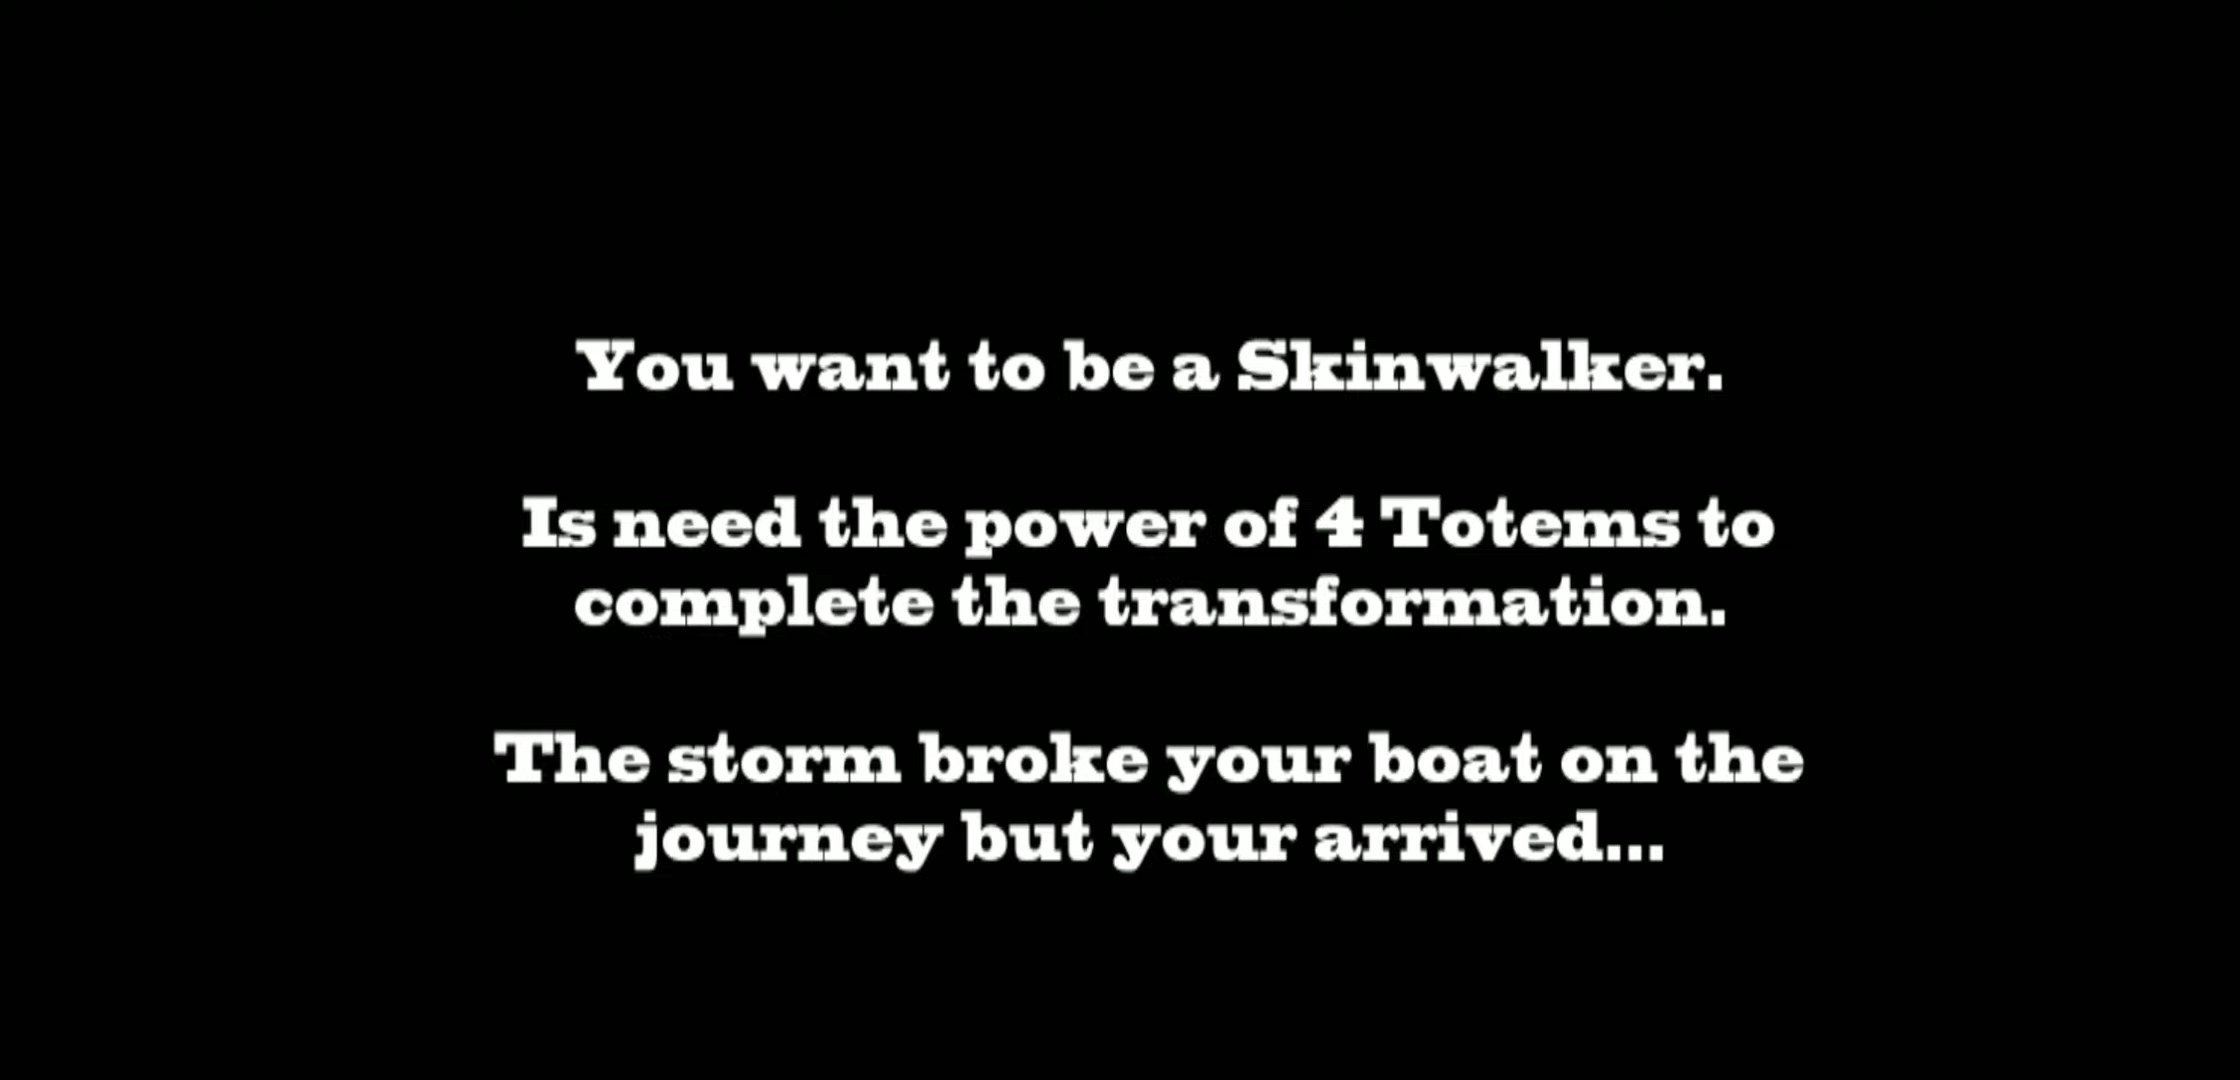 You want to be a Skinwalker.
Is need the power of 4 Totems to
complete the transformation.
The storm broke your boat on the
journey but your arrived...